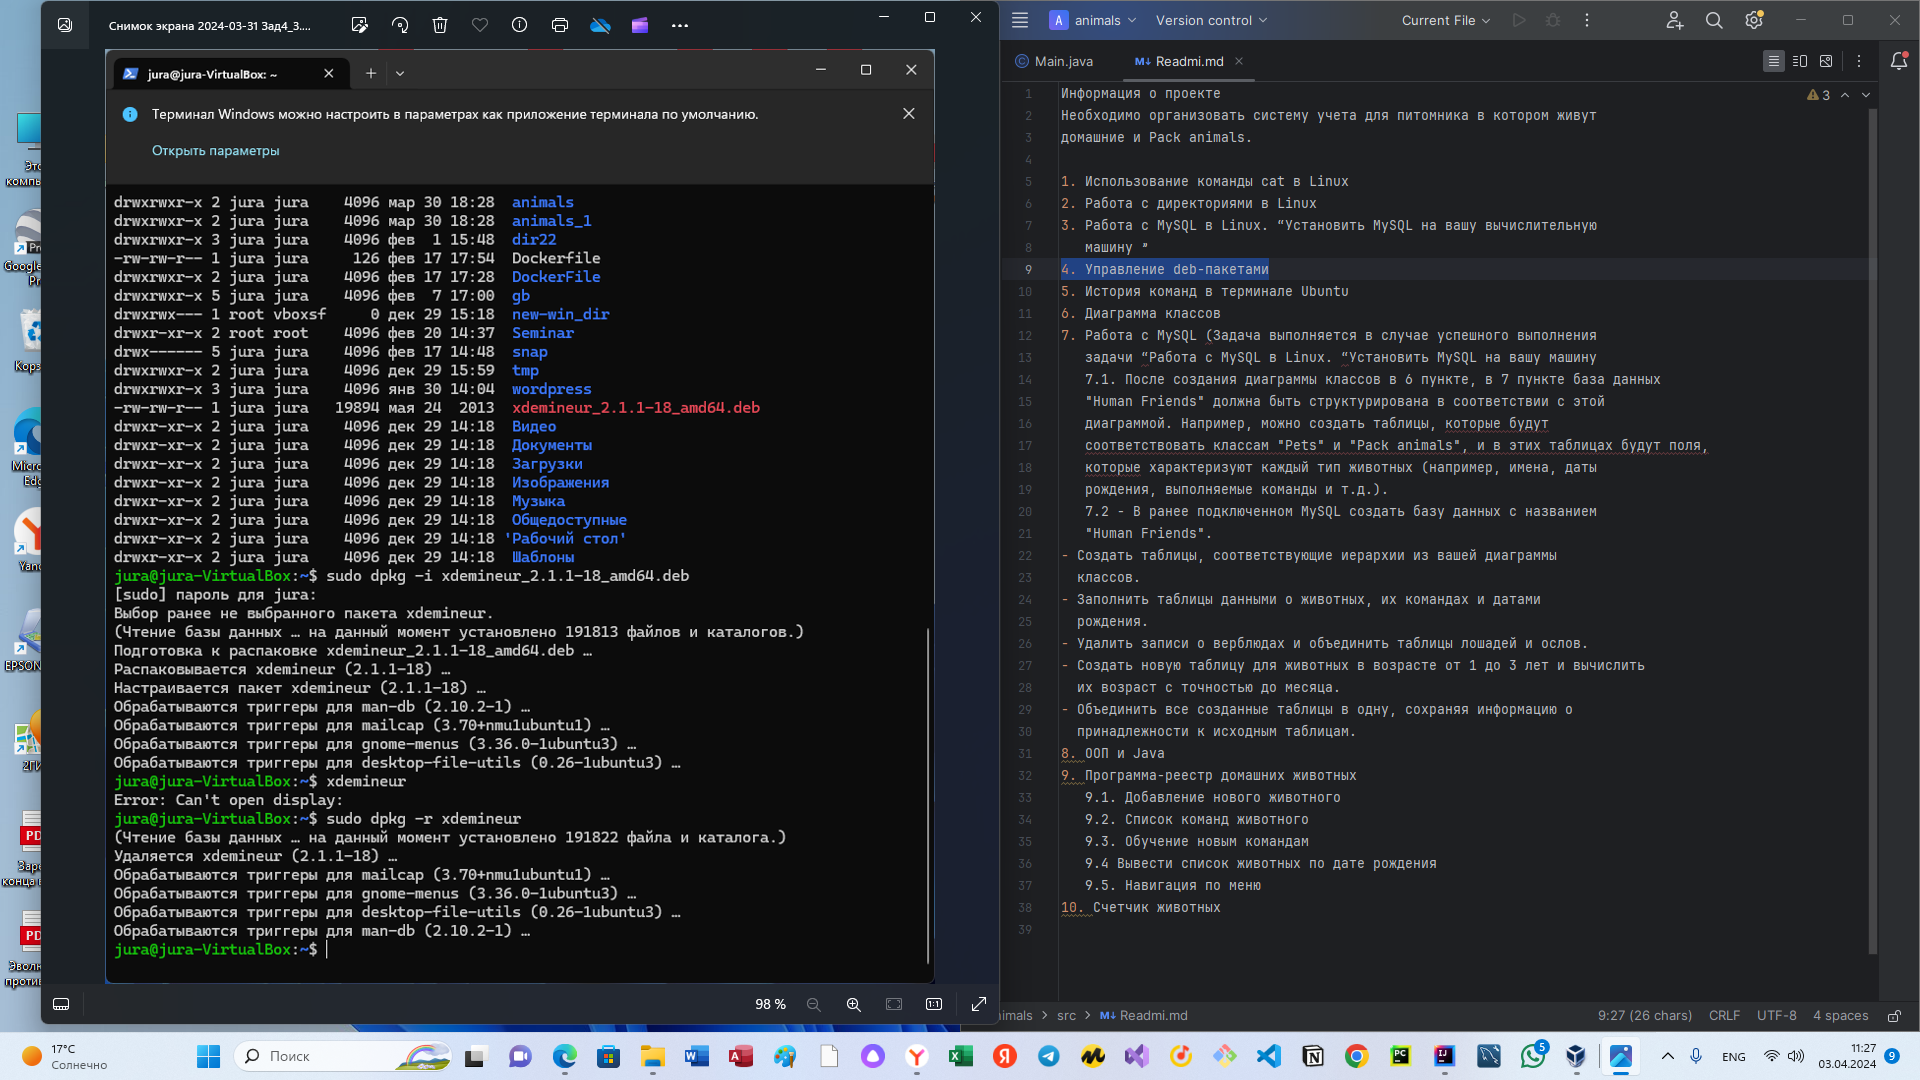 Снимок экрана 2024-03-31 Зад4_3....
jura@jura-VirtualBox: ~
Терминал Windows можно настроить в параметрах как приложение терминала по умолчанию.
Открыть параметры
drwxrwxr-x 2 jura jura 4096 мар 30 18:28 animals
drwxrwxr-x 2 jura jura 4096 мар 30 18:28 animals_1
drwxrwxr-x 3 jura jura 4096 фев 1 15:48 dir22
-rw-rw-r-- 1 jura jura 126 фев 17 17:54 Dockerfile
drwxrwxr-x 2 jura jura 4096 фев 17 17:28 DockerFile
drwxrwxr-x 5 jura jura 4096 фев 7 17:00 gb
drwxrwx--- 1 root vboxsf 0 дек 29 15:18 new-win_dir
drwxr-xr-x 2 root root 4096 фев 20 14:37 Seminar
drwx------ 5 jura jura 4096 фев 17 14:48 snap
drwxrwxr-x 2 jura jura 4096 дек 29 15:59 tmp
drwxrwxr-x 3 jura jura 4096 янв 30 14:04 wordpress
-rw-rw-r-- 1 jura jura 19894 мая 24 2013 xdemineur_2.1.1-18_amd64.deb
drwxr-xr-x 2 jura jura 4096 дек 29 14:18 Видео
drwxr-xr-x 2 jura jura 4096 дек 29 14:18 Документы
drwxr-xr-x 2 jura jura 4096 дек 29 14:18 Загрузки
drwxr-xr-x 2 jura jura 4096 дек 29 14:18 Изображения
drwxr-xr-x 2 jura jura 4096 дек 29 14:18 Музыка
drwxr-xr-x 2 jura jura 4096 дек 29 14:18 Общедоступные
drwxr-xr-x 2 jura jura 4096 дек 29 14:18 'Рабочий стол'
drwxr-xr-x 2 jura jura 4096 дек 29 14:18 Шаблоны
jura@jura-VirtualBox:~$ sudo dpkg -i xdemineur_2.1.1-18_amd64.deb
[sudo] пароль для jura:
Выбор ранее не выбранного пакета xdemineur.
(Чтение базы данных … на данный момент установлено 191813 файлов и каталогов.)
Подготовка к распаковке xdemineur_2.1.1-18_amd64.deb …
Распаковывается xdemineur (2.1.1-18) …
Настраивается пакет xdemineur (2.1.1-18) …
Обрабатываются триггеры для man-db (2.10.2-1) …
Обрабатываются триггеры для mailcap (3.70+nmu1ubuntu1) …
Обрабатываются триггеры для gnome-menus (3.36.0-1ubuntu3) …
Обрабатываются триггеры для desktop-file-utils (0.26-1ubuntu3) …
jura@jura-VirtualBox:~$ xdemineur
Error: Can't open display:
jura@jura-VirtualBox:~$ sudo dpkg -r xdemineur
(Чтение базы данных … на данный момент установлено 191822 файла и каталога.)
Удаляется xdemineur (2.1.1-18) …
Обрабатываются триггеры для mailcap (3.70+nmu1ubuntu1) …
Обрабатываются триггеры для gnome-menus (3.36.0-1ubuntu3) …
Обрабатываются триггеры для desktop-file-utils (0.26-1ubuntu3) …
Обрабатываются триггеры для man-db (2.10.2-1) …
jura@jura-VirtualBox:~$
98 %
A animals Version control Current File
Main.java Readmi.md
3
1 Информация о проекте
2 Необходимо организовать систему учета для питомника в котором живут
3 домашние и Pack animals.
4
5 1. Использование команды cat в Linux
6 2. Работа с директориями в Linux
7 3. Работа с MySQL в Linux. “Установить MySQL на вашу вычислительную
8 машину ”
9 4. Управление deb-пакетами
10 5. История команд в терминале Ubuntu
11 6. Диаграмма классов
12 7. Работа с MySQL (Задача выполняется в случае успешного выполнения
13 задачи “Работа с MySQL в Linux. “Установить MySQL на вашу машину
14 7.1. После создания диаграммы классов в 6 пункте, в 7 пункте база данных
15 "Human Friends" должна быть структурирована в соответствии с этой
16 диаграммой. Например, можно создать таблицы, которые будут
17 соответствовать классам "Pets" и "Pack animals", и в этих таблицах будут поля,
18 которые характеризуют каждый тип животных (например, имена, даты
19 рождения, выполняемые команды и т.д.).
20 7.2 - В ранее подключенном MySQL создать базу данных с названием
21 "Human Friends".
22 - Создать таблицы, соответствующие иерархии из вашей диаграммы
23 классов.
24 - Заполнить таблицы данными о животных, их командах и датами
25 рождения.
26 - Удалить записи о верблюдах и объединить таблицы лошадей и ослов.
27 - Создать новую таблицу для животных в возрасте от 1 до 3 лет и вычислить
28 их возраст с точностью до месяца.
29 - Объединить все созданные таблицы в одну, сохраняя информацию о
30 принадлежности к исходным таблицам.
31 8. ООП и Java
32 9. Программа-реестр домашних животных
33 9.1. Добавление нового животного
34 9.2. Список команд животного
35 9.3. Обучение новым командам
36 9.4 Вывести список животных по дате рождения
37 9.5. Навигация по меню
38 10. Счетчик животных
39
nimals > src > Readmi.md 9:27 (26 chars) CRLF UTF-8 4 spaces
17°C
Солнечно
Поиск
5
ENG
11:27
03.04.2024
9